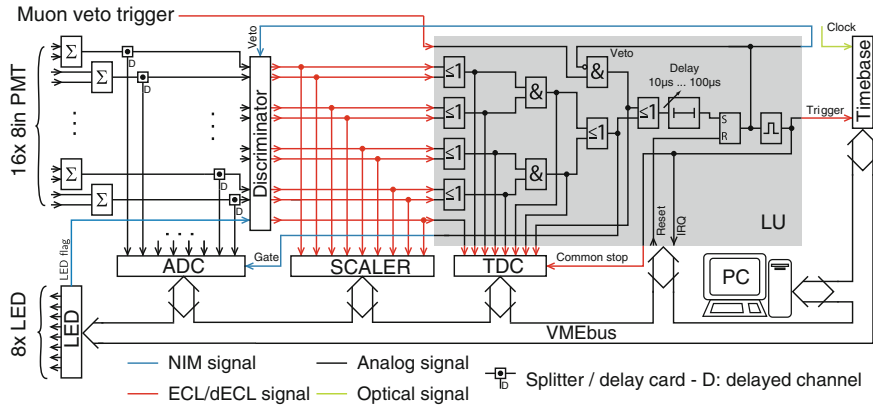 Muon veto trigger
Clock
Veto
Veto
Σ
D
Σ
D
≤1
&
Delay
10µs ... 100µs
Timebase
16x 8in PMT
≤1
&
≤1
≤1
S
R
Trigger
Discriminator
≤1
&
Σ
D
Σ
D
≤1
LU
LED flag
Reset
IRQ
ADC
Gate
SCALER
TDC
Common stop
PC
8x LED
LED
VMEbus
NIM signal
Analog signal
ECL/dECL signal
Optical signal
D
Splitter / delay card - D: delayed channel